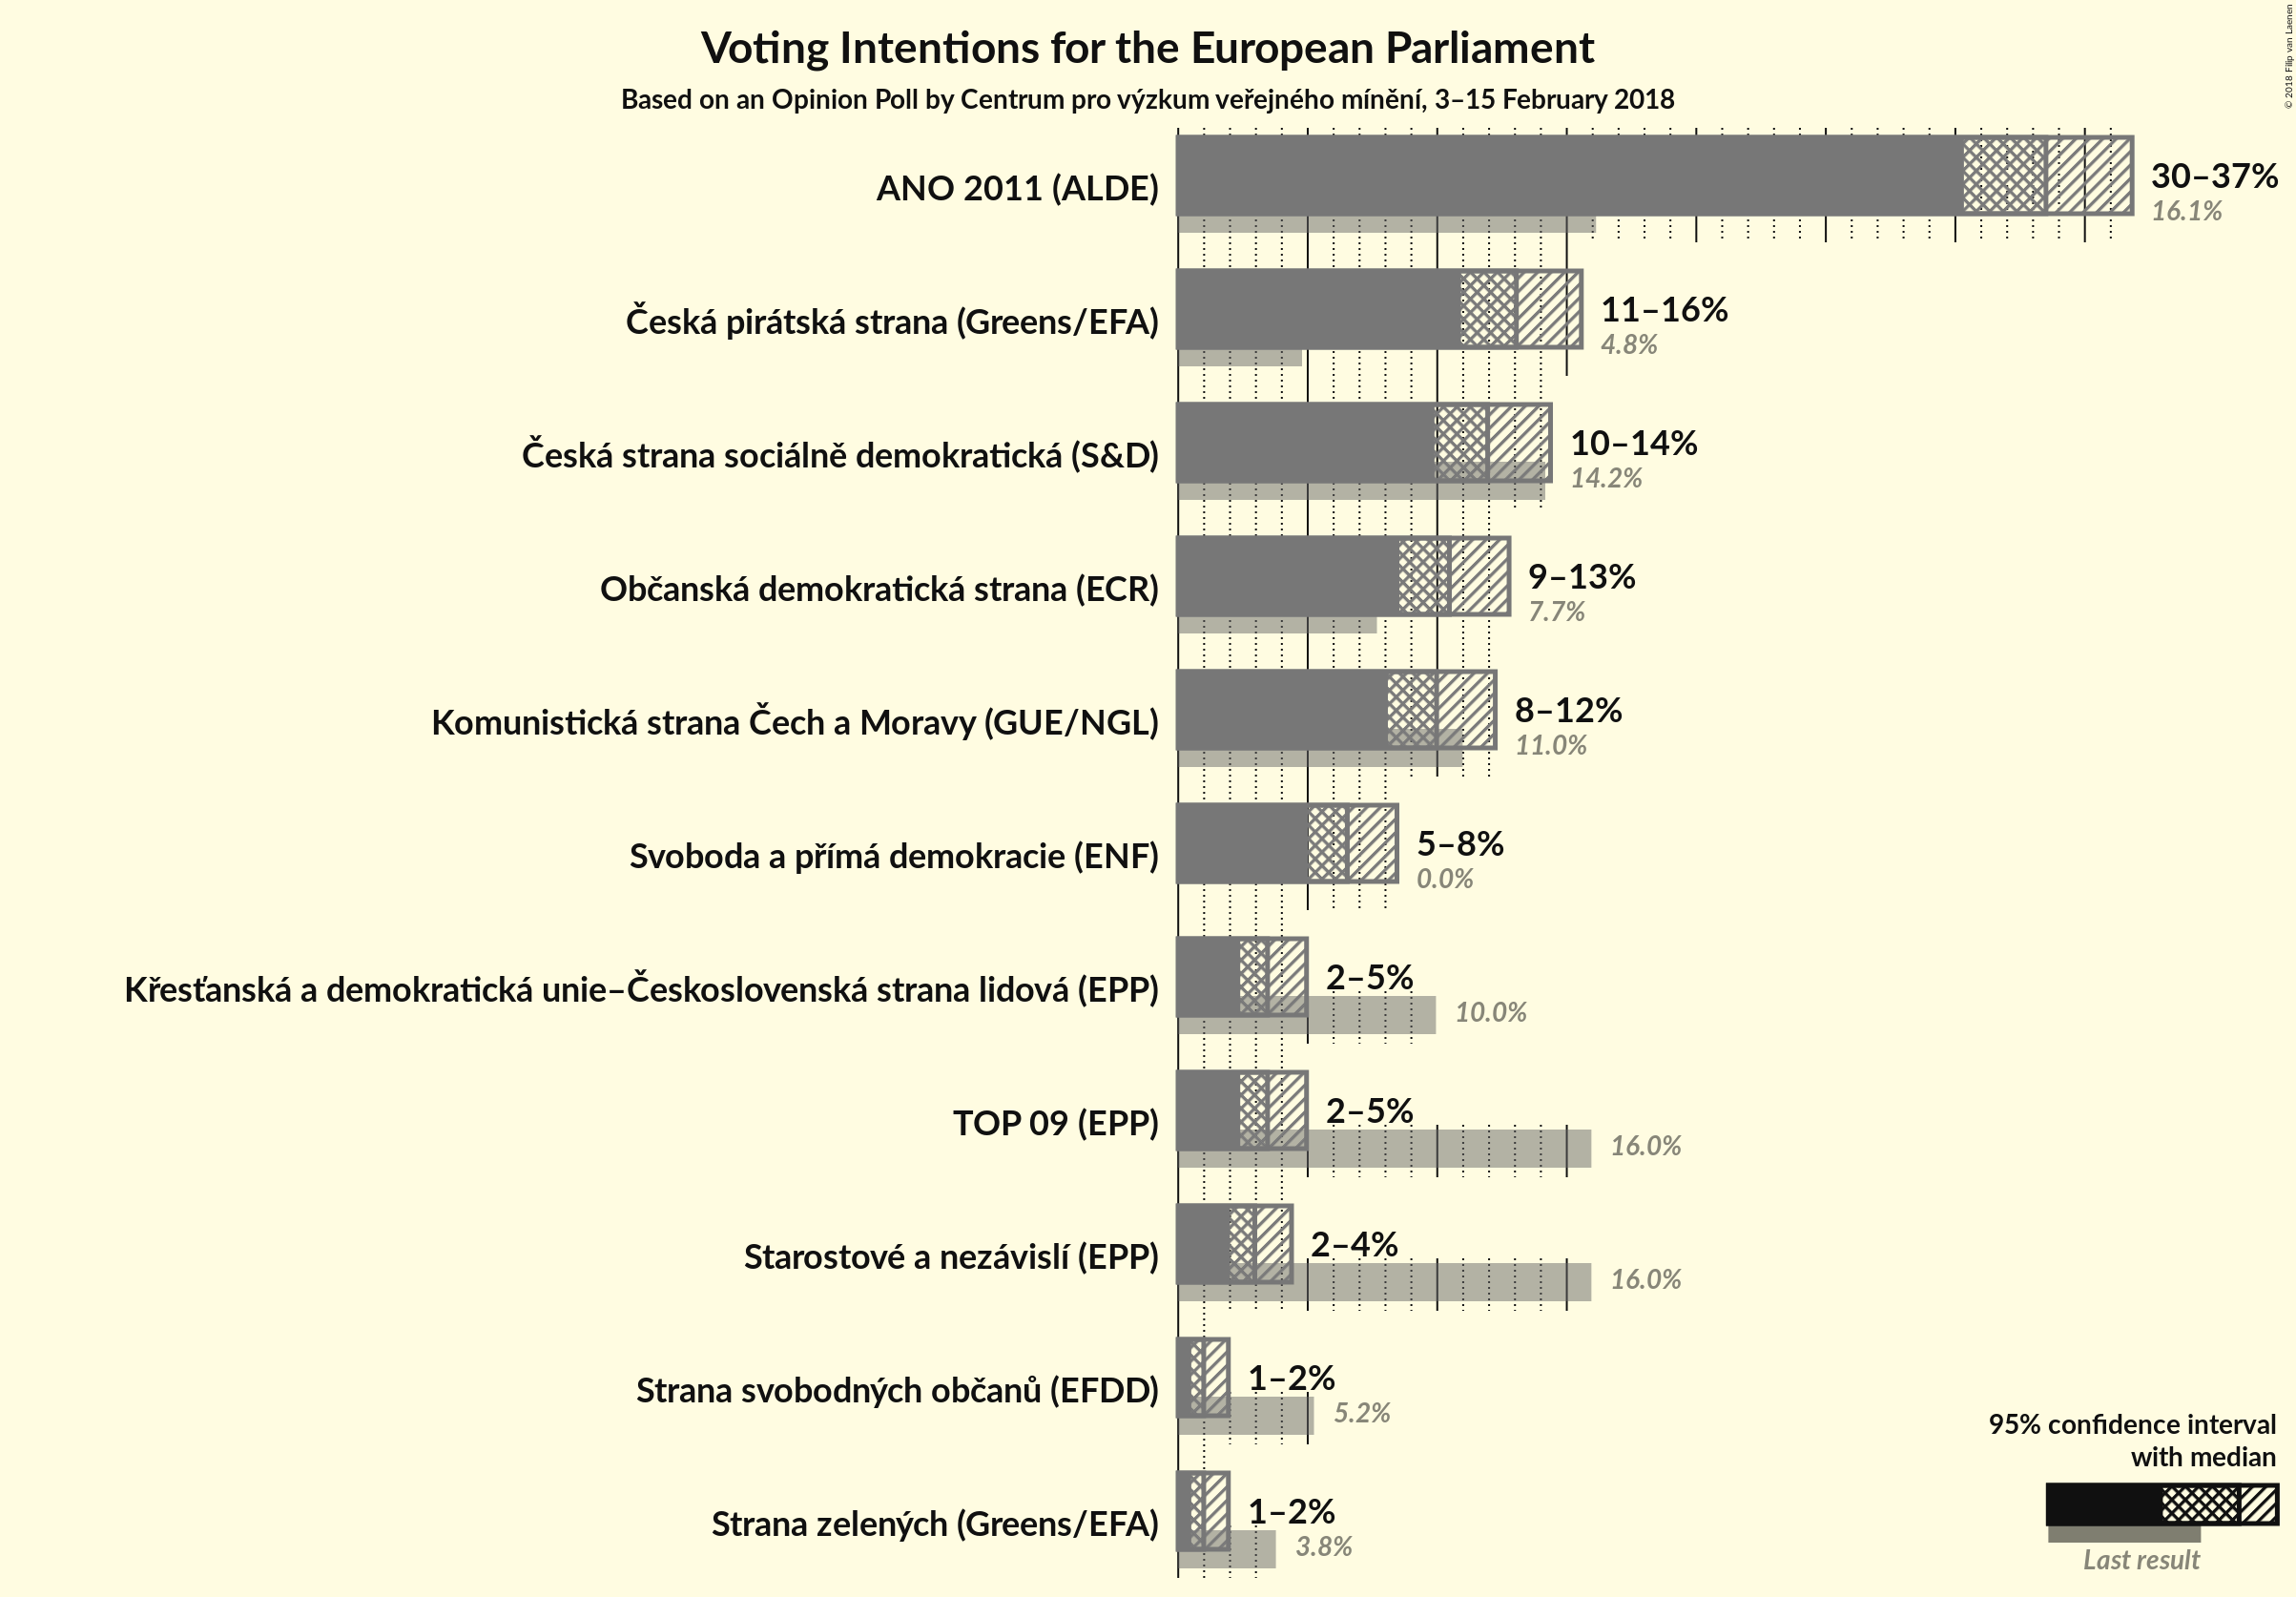 Voting Intentions for the European Parliament
Based on an Opinion Poll by Centrum pro výzkum veřejného mínění, 3–15 February 2018
© 2018 Filip van Laenen
ANO 2011 (ALDE)
30–37%
16.1%
Česká pirátská strana (Greens/EFA)
11–16%
4.8%
Česká strana sociálně demokratická (S&D)
10–14%
14.2%
Občanská demokratická strana (ECR)
9–13%
7.7%
Komunistická strana Čech a Moravy (GUE/NGL)
8–12%
11.0%
Svoboda a přímá demokracie (ENF)
5–8%
0.0%
Křesťanská a demokratická unie–Československá strana lidová (EPP)
2–5%
10.0%
TOP 09 (EPP)
2–5%
16.0%
Starostové a nezávislí (EPP)
2–4%
16.0%
Strana svobodných občanů (EFDD)
1–2%
5.2%
Strana zelených (Greens/EFA)
1–2%
3.8%
95% confidence interval
with median
Last result